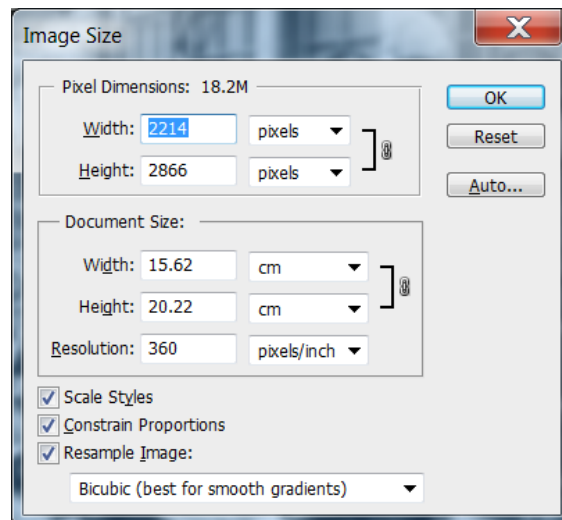 Image Size
Pixel Dimensions: 18.2M
Width: 2214 pixels
Height: 2866 pixels
OK
Reset
Auto...
Document Size:
Width: 15.62 cm
Height: 20.22 cm
Resolution: 360 pixels/inch
Scale Styles
Constrain Proportions
Resample Image:
Bicubic (best for smooth gradients)